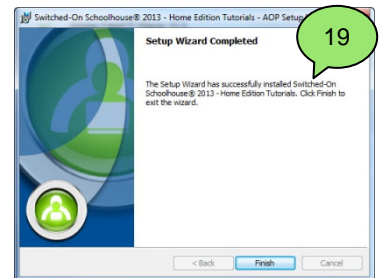 Switched-On Schoolhouse® 2013 - Home Edition Tutorials - AOP Setup
19
Setup Wizard Completed
The Setup Wizard has successfully installed Switched-On
Schoolhouse® 2013 - Home Edition Tutorials. Click Finish to
exit the wizard.
< Back
Finish
Cancel